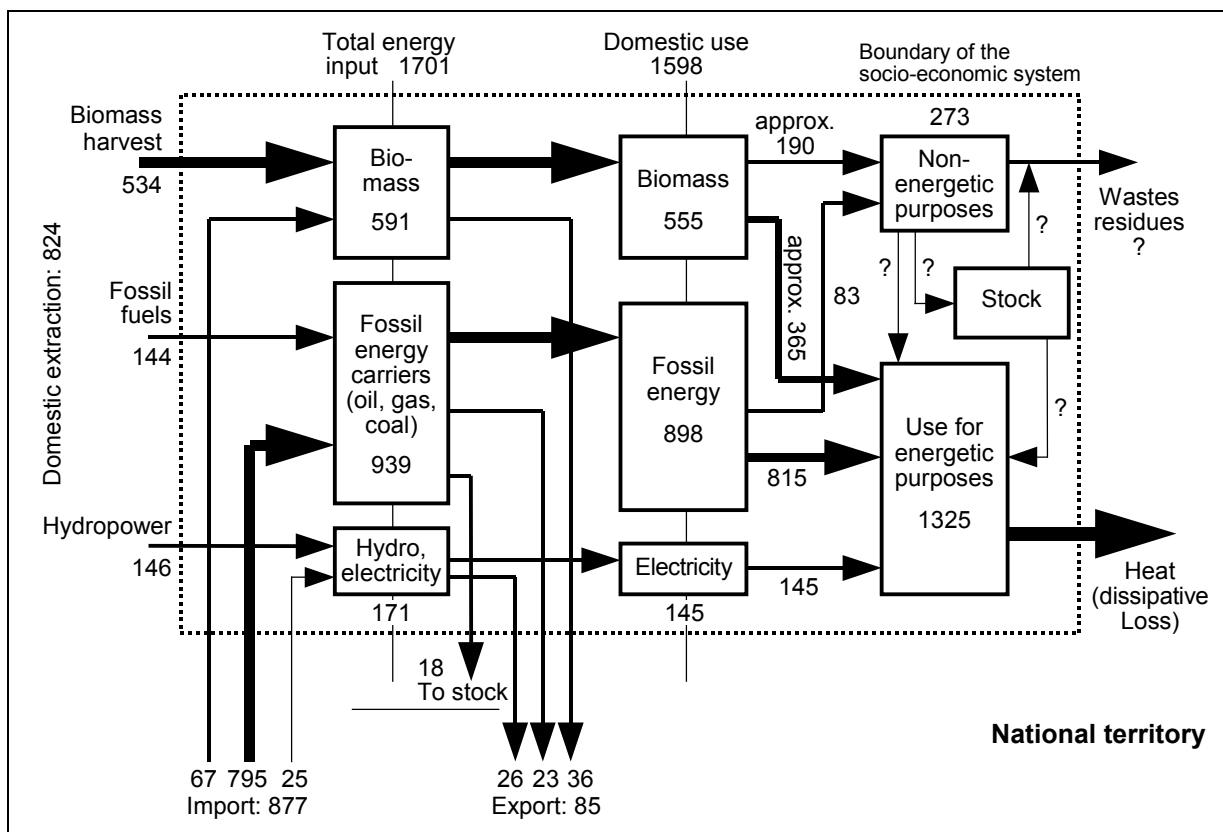 Total energy
input 1701
Domestic use
1598
Boundary of the
socio-economic system
Biomass
harvest
534
Bio-
mass
591
Biomass
555
approx.
190
273
Non-
energetic
purposes
Wastes
residues
?
?
?
?
Stock
?
Domestic extraction: 824
Fossil
fuels
144
Fossil
energy
carriers
(oil, gas,
coal)
939
Fossil
energy
898
approx. 365
83
815
Use for
energetic
purposes
1325
Hydropower
146
Hydro,
electricity
171
Electricity
145
145
Heat
(dissipative
Loss)
18
To stock
National territory
67 795 25
Import: 877
26 23 36
Export: 85